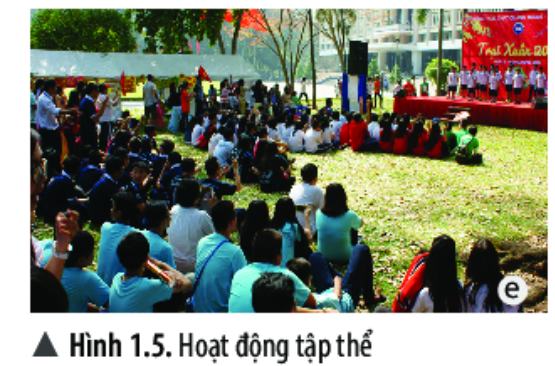 Trại Xuân 20
e
▲ Hình 1.5. Hoạt động tập thể